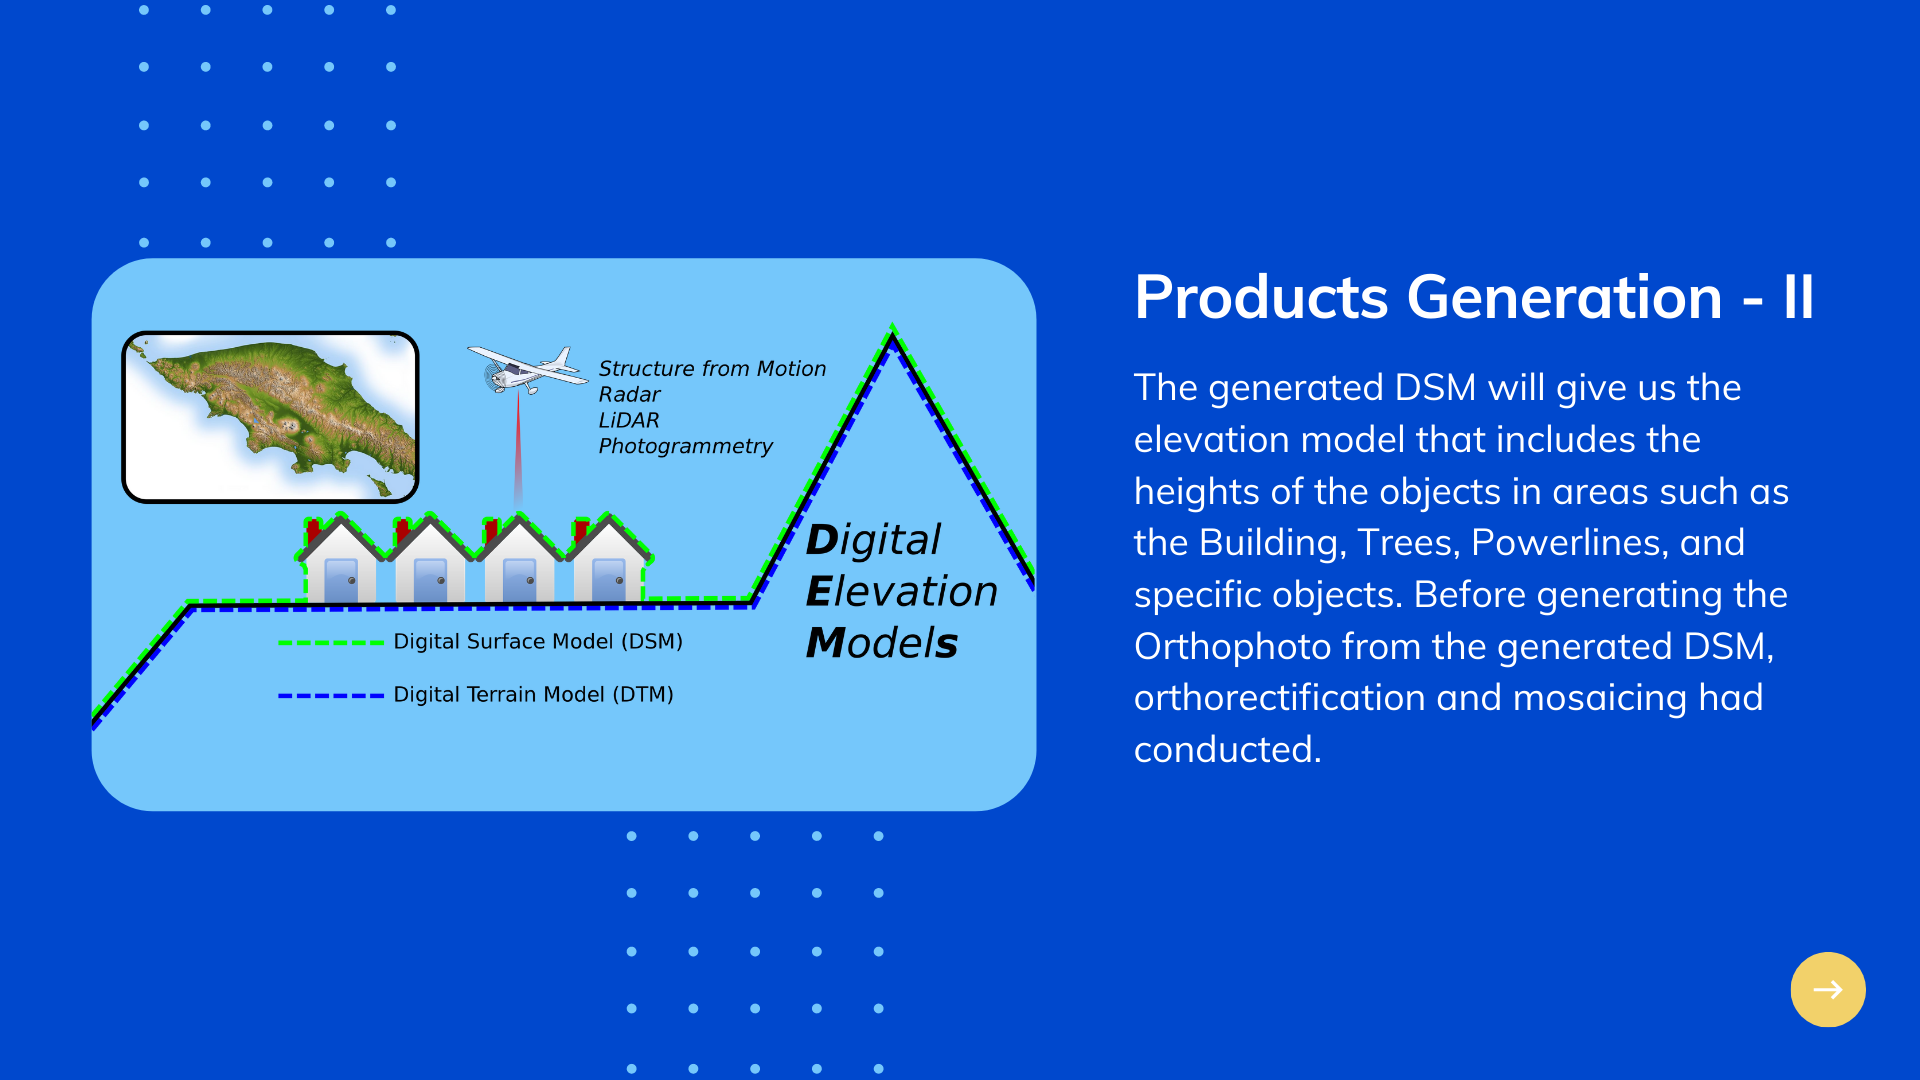 Structure from Motion
Radar
LiDAR
Photogrammetry
Digital
Elevation
Models
Digital Surface Model (DSM)
Digital Terrain Model (DTM)
Products Generation - II
The generated DSM will give us the
elevation model that includes the
heights of the objects in areas such as
the Building, Trees, Powerlines, and
specific objects. Before generating the
Orthophoto from the generated DSM,
orthorectification and mosaicing had
conducted.